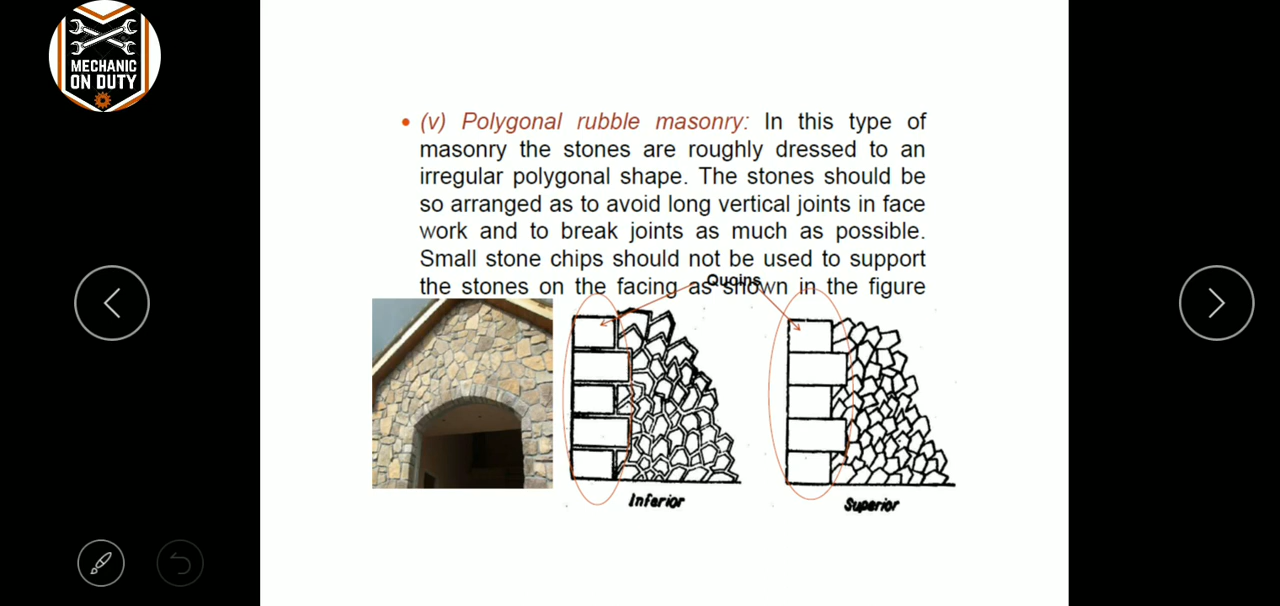 MECHANIC
ON DUTY
• (v) Polygonal rubble masonry: In this type of
masonry the stones are roughly dressed to an
irregular polygonal shape. The stones should be
so arranged as to avoid long vertical joints in face
work and to break joints as much as possible.
Small stone chips should not be used to support
the stones on the facing as shown in the figure
Quoins
Inferior
Superior